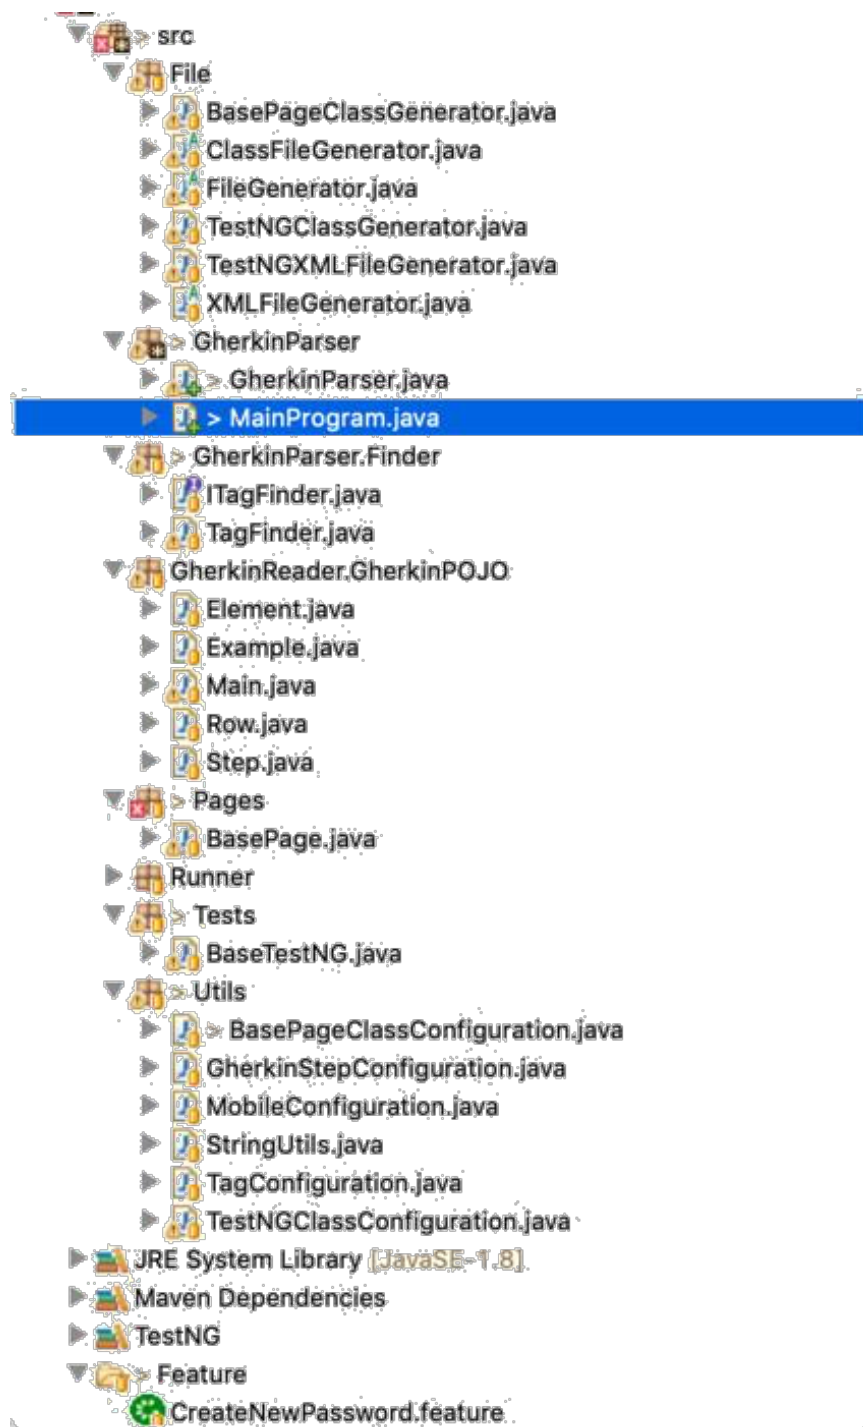 > src
File
BasePageClassGenerator.java
ClassFileGenerator.java
FileGenerator.java
TestNGClassGenerator.java
TestNGXMLFileGenerator.java
XMLFileGenerator.java
> GherkinParser
> GherkinParser.java
> MainProgram.java
> GherkinParser.Finder
ITagFinder.java
TagFinder.java
GherkinReader.GherkinPOJO
Element.java
Example.java
Main.java
Row.java
Step.java
> Pages
BasePage.java
Runner
> Tests
BaseTestNG.java
> Utils
> BasePageClassConfiguration.java
GherkinStepConfiguration.java
MobileConfiguration.java
StringUtils.java
TagConfiguration.java
TestNGClassConfiguration.java
JRE System Library [JavaSE-1.8]
Maven Dependencies
TestNG
> Feature
CreateNewPassword.feature